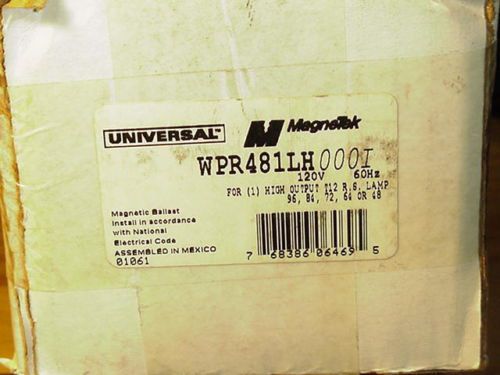 UNIVERSAL MagneTek
WPR481LH000I
120V 60Hz
FOR (1) HIGH OUTPUT T12 R.S. LAMP
96, 84, 72, 64 OR 48
Magnetic Ballast
Install in accordance
with National
Electrical Code
ASSEMBLED IN MEXICO
01061
7 68386 06469 5